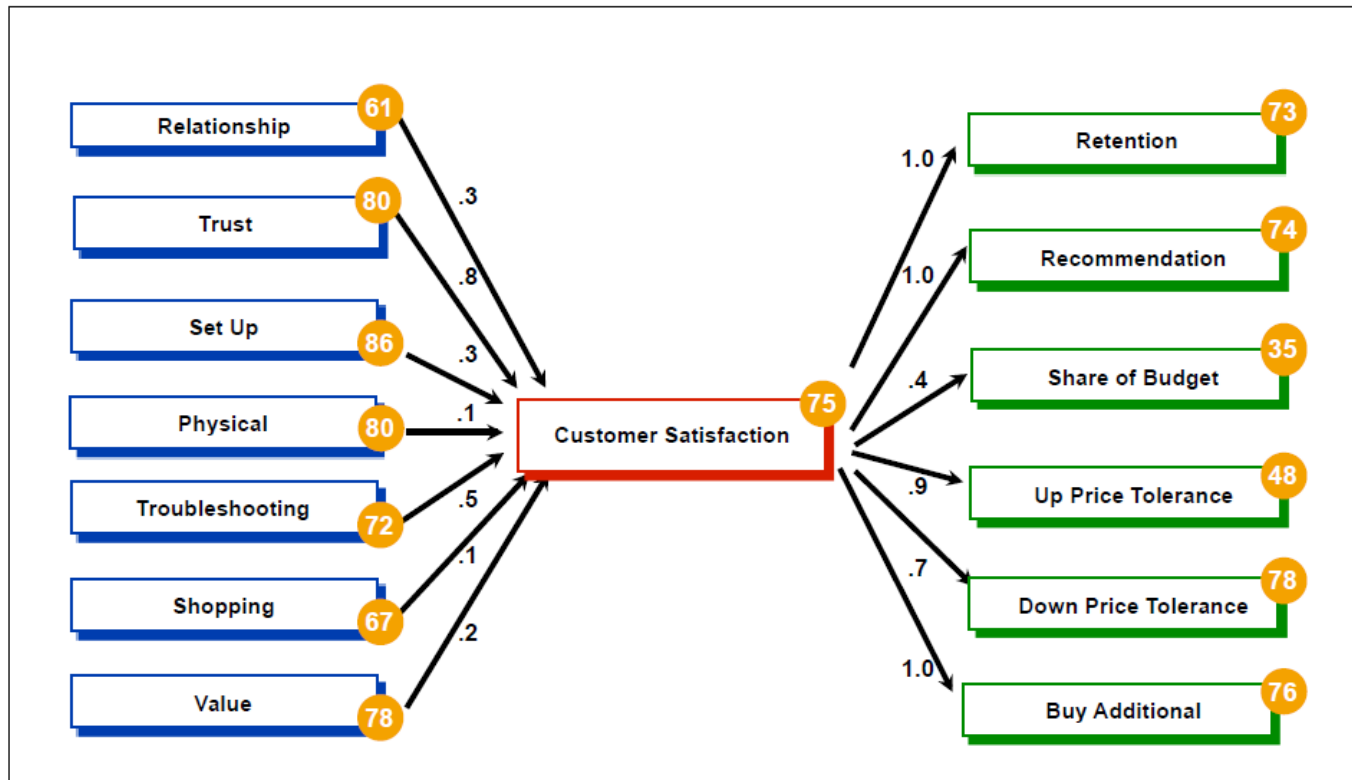 61
Relationship
80
Trust
Set Up
86
Physical
80
Troubleshooting
72
Shopping
67
Value
78
.3
.8
.3
.1
.5
.1
.2
75
Customer Satisfaction
1.0
1.0
.4
.9
.7
1.0
73
Retention
74
Recommendation
35
Share of Budget
48
Up Price Tolerance
78
Down Price Tolerance
76
Buy Additional